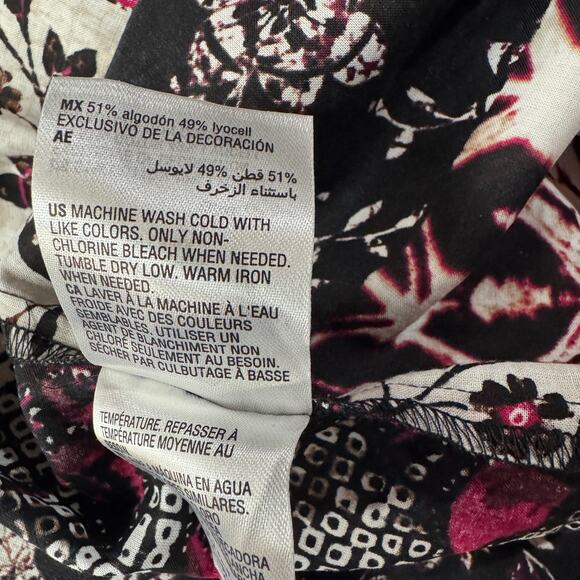 MX 51% algodón 49% lyocell
EXCLUSIVO DE LA DECORACIÓN
AE
51% قطن 49% لايوسل
باستثناء الزخرف
US MACHINE WASH COLD WITH
LIKE COLORS. ONLY NON-
CHLORINE BLEACH WHEN NEEDED.
TUMBLE DRY LOW. WARM IRON
WHEN NEEDED.
CA LAVER À LA MACHINE À L'EAU
FROIDE AVEC DES COULEURS
SEMBLABLES. UTILISER UN
AGENT DE BLANCHIMENT NON
CHLORÉ SEULEMENT AU BESOIN.
SÉCHER PAR CULBUTAGE À BASSE
TEMPÉRATURE. REPASSER À
TEMPÉRATURE MOYENNE AU
MÁQUINA EN AGUA
SIMILARES.